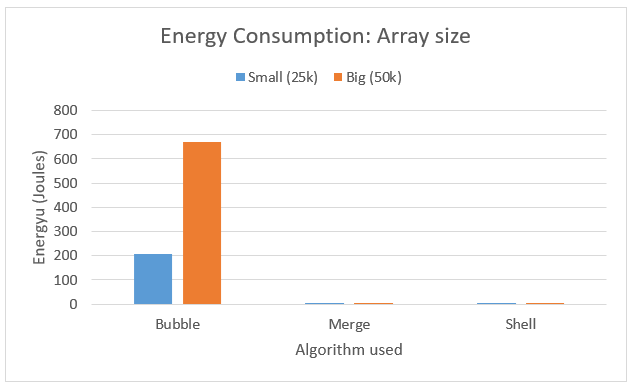 Energy Consumption: Array size
Small (25k) Big (50k)
800
700
600
500
400
300
200
100
0
Energyu (Joules)
Bubble Merge Shell
Algorithm used